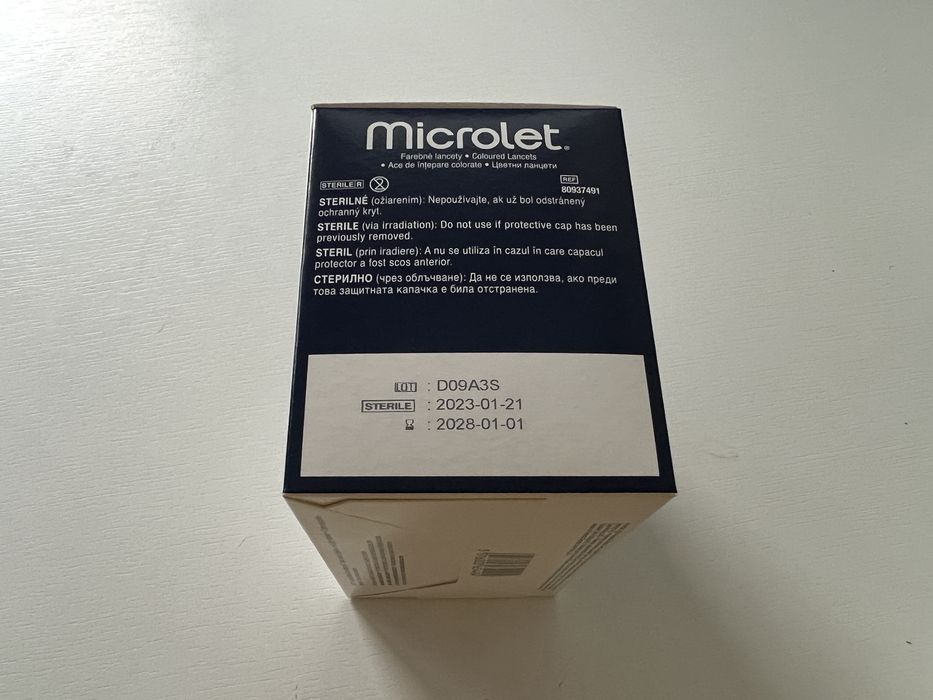 Microlet®
Farebné lancety • Coloured Lancets
• Ace de înțepare colorate • Цветни ланцети
STERILE R
REF
80937491
STERILNÉ (ožiarením): Nepoužívajte, ak už bol odstránený
ochranný kryt.
STERILE (via irradiation): Do not use if protective cap has been
previously removed.
STERIL (prin iradiere): A nu se utiliza în cazul în care capacul
protector a fost scos anterior.
СТЕРИЛНО (чрез облъчване): Да не се използва, ако преди
това защитната капачка е била отстранена.
LOT : D09A3S
STERILE : 2023-01-21
: 2028-01-01